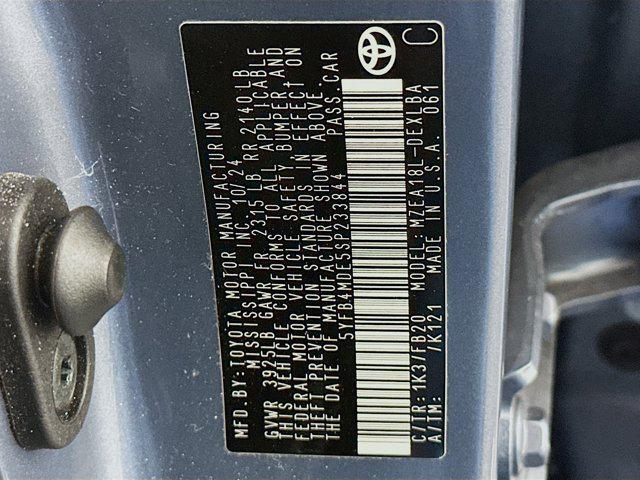 MFD. BY: TOYOTA MOTOR MANUFACTURING
MISSISSIPPI, INC. 10/24
GVWR 3925LB GAWR FR 2315 LB RR 2140 LB
THIS VEHICLE CONFORMS TO ALL APPLICABLE
FEDERAL MOTOR VEHICLE SAFETY, BUMPER AND
THEFT PREVENTION STANDARDS IN EFFECT ON
THE DATE OF MANUFACTURE SHOWN ABOVE.
5YFB4MDE5SP233844 PASS. CAR
C/TR: 1K3/FB20 MODEL: MZEA18L-DEXLBA
A/TM: /K121 MADE IN U.S.A. 061
C